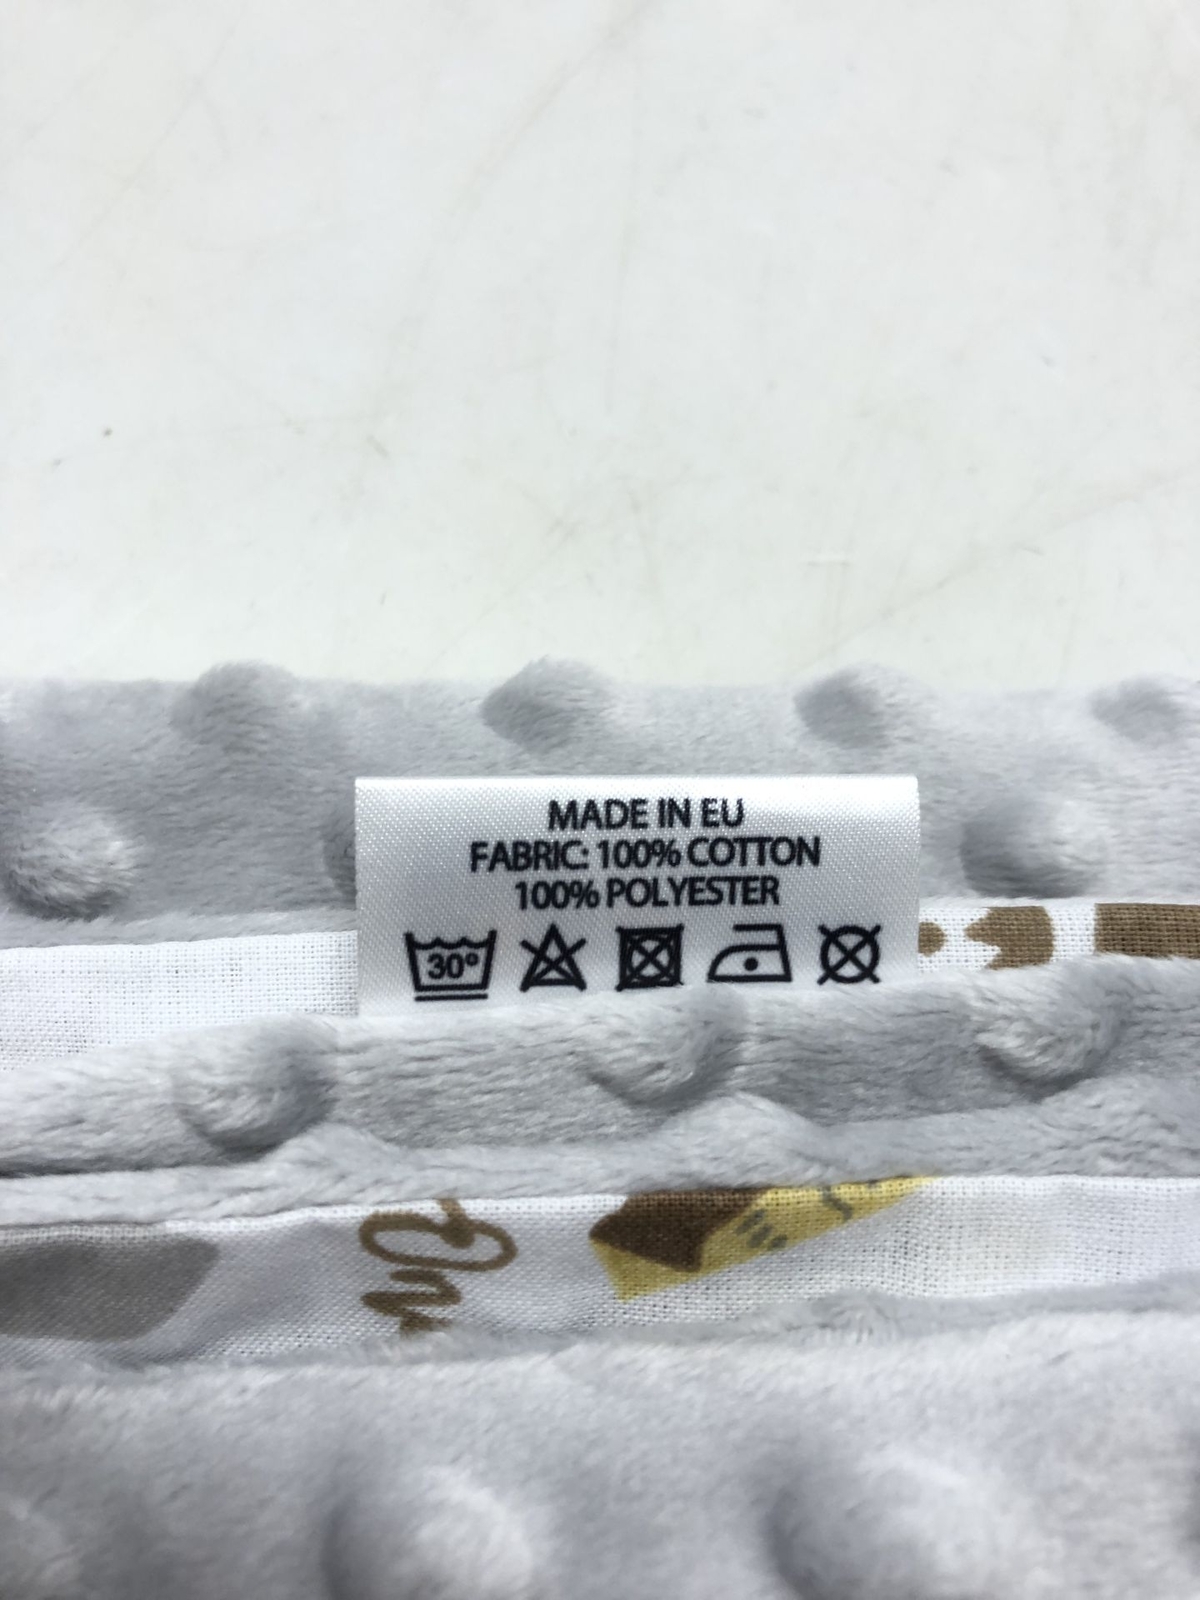 MADE IN EU
FABRIC: 100% COTTON
100% POLYESTER
30°